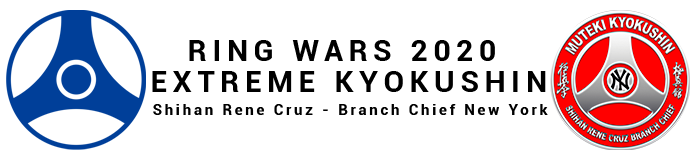 RING WARS 2020
EXTREME KYOKUSHIN
Shihan Rene Cruz - Branch Chief New York
MUTEKI KYOKUSHIN
NY
SHIHAN RENE CRUZ BRANCH CHIEF